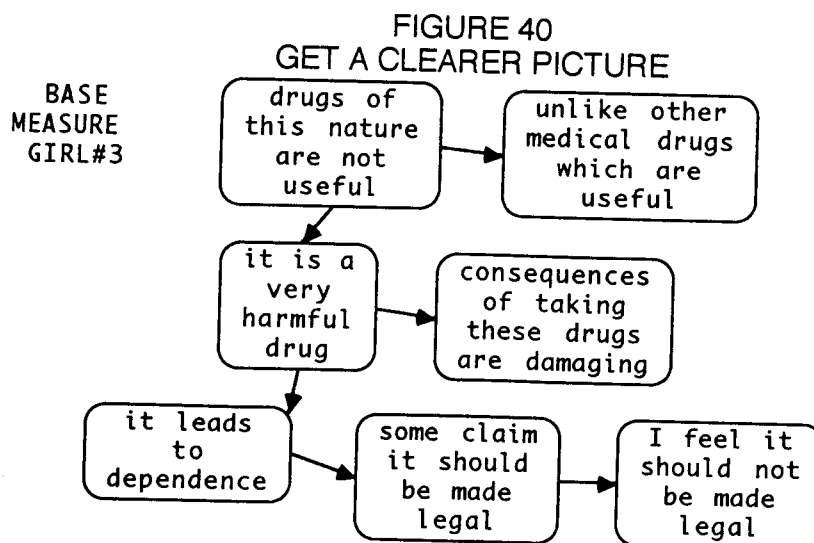 FIGURE 40
GET A CLEARER PICTURE
BASE
MEASURE
GIRL#3
drugs of
this nature
are not
useful
unlike other
medical drugs
which are
useful
it is a
very
harmful
drug
consequences
of taking
these drugs
are damaging
it leads
to
dependence
some claim
it should
be made
legal
I feel it
should not
be made
legal